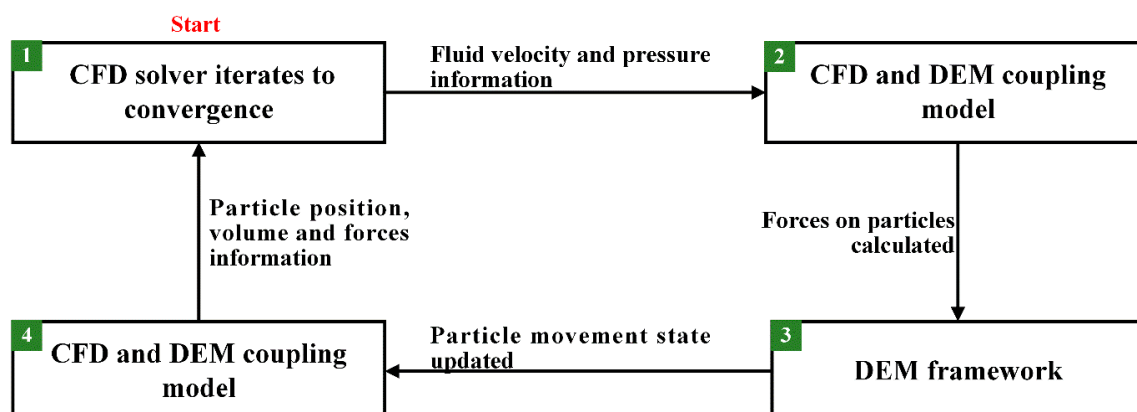 Start
1
CFD solver iterates to
convergence
Fluid velocity and pressure
information
2
CFD and DEM coupling
model
Particle position,
volume and forces
information
Forces on particles
calculated
4
CFD and DEM coupling
model
Particle movement state
updated
3
DEM framework